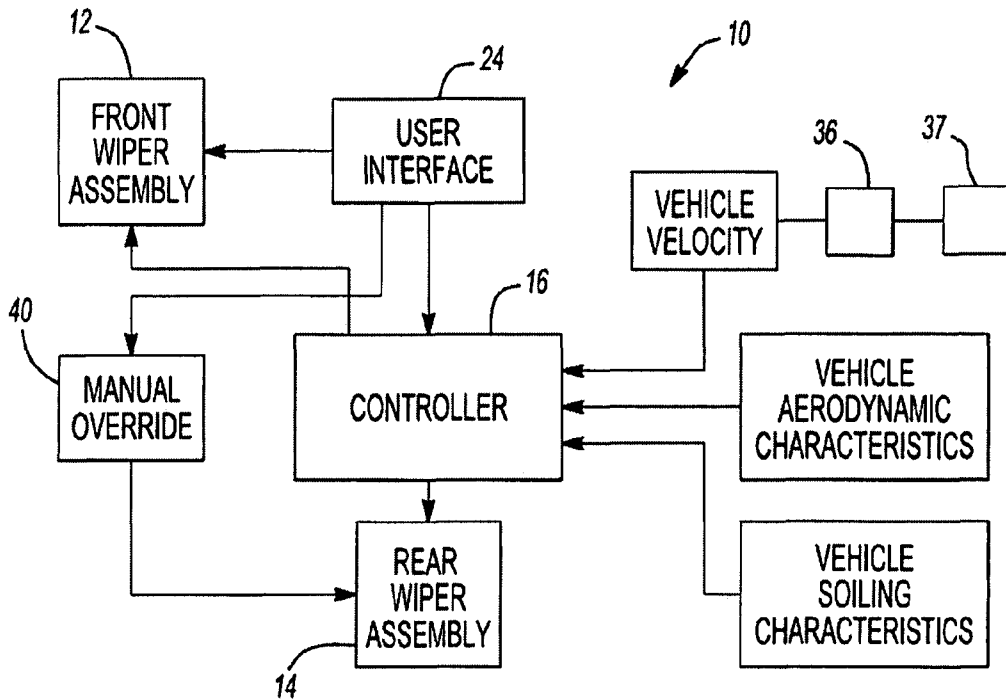 10
12
24
FRONT
WIPER
ASSEMBLY
USER
INTERFACE
36
37
VEHICLE
VELOCITY
40
16
MANUAL
OVERRIDE
CONTROLLER
VEHICLE
AERODYNAMIC
CHARACTERISTICS
REAR
WIPER
ASSEMBLY
14
VEHICLE
SOILING
CHARACTERISTICS